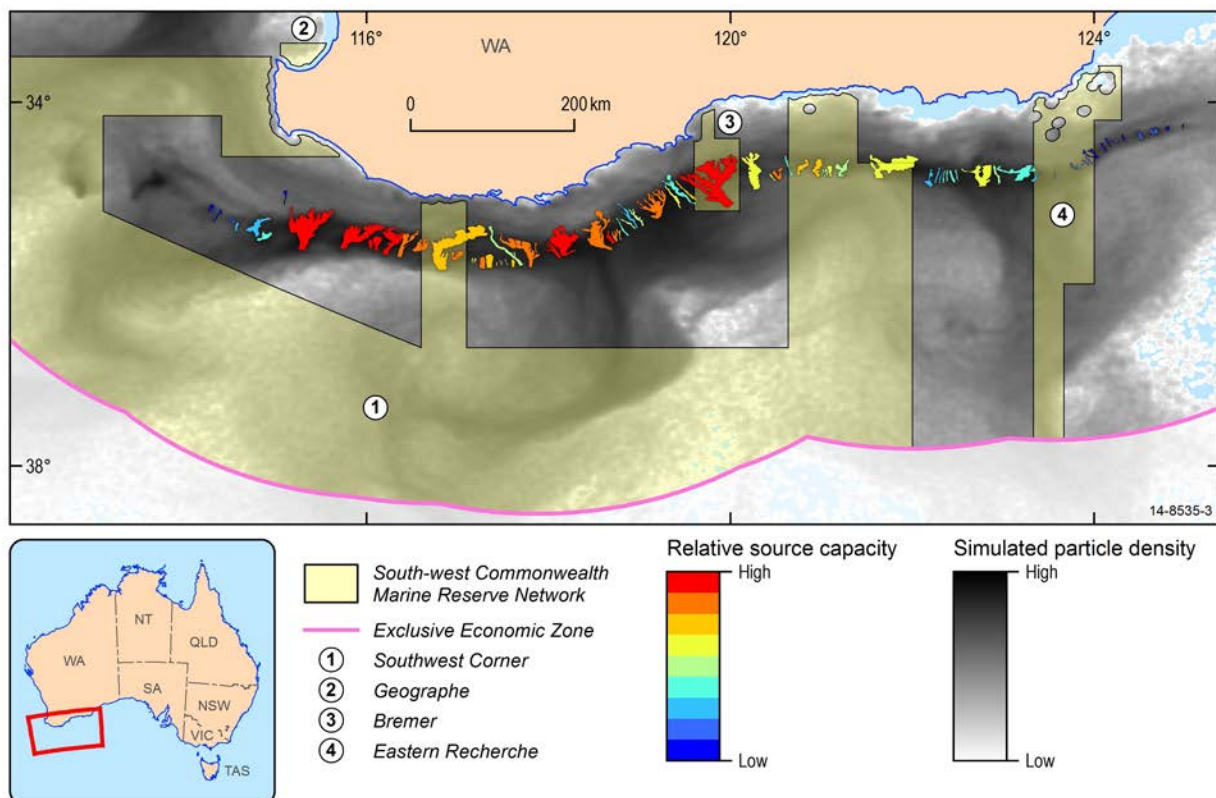 2
116°
120°
124°
WA
34°
0
200 km
3
4
1
38°
14-8535-3
NT
QLD
WA
SA
NSW
VIC
TAS
South-west Commonwealth
Marine Reserve Network
Exclusive Economic Zone
1 Southwest Corner
2 Geographe
3 Bremer
4 Eastern Recherche
Relative source capacity
High
Low
Simulated particle density
High
Low